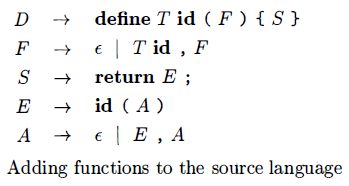 D → define T id ( F ) { S }
F → ϵ | T id , F
S → return E ;
E → id ( A )
A → ϵ | E , A
Adding functions to the source language